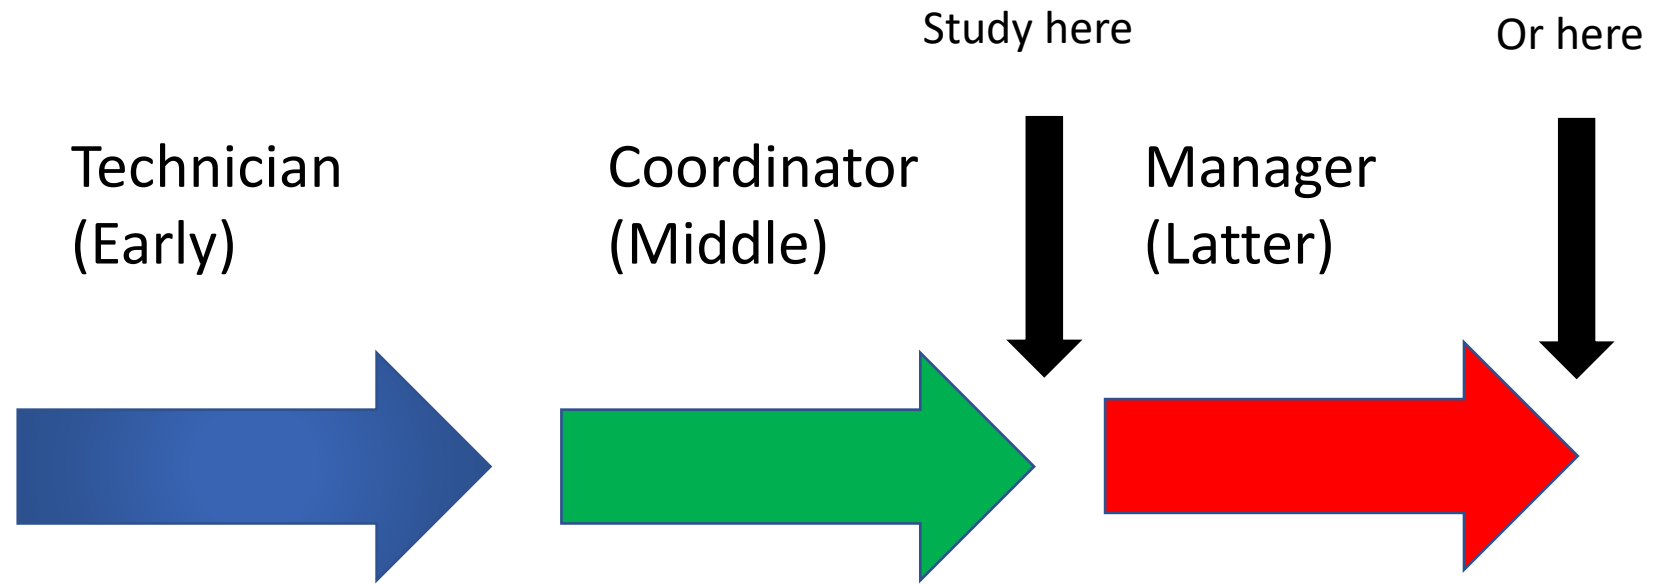 Study here
Or here
Technician
(Early)
Coordinator
(Middle)
Manager
(Latter)